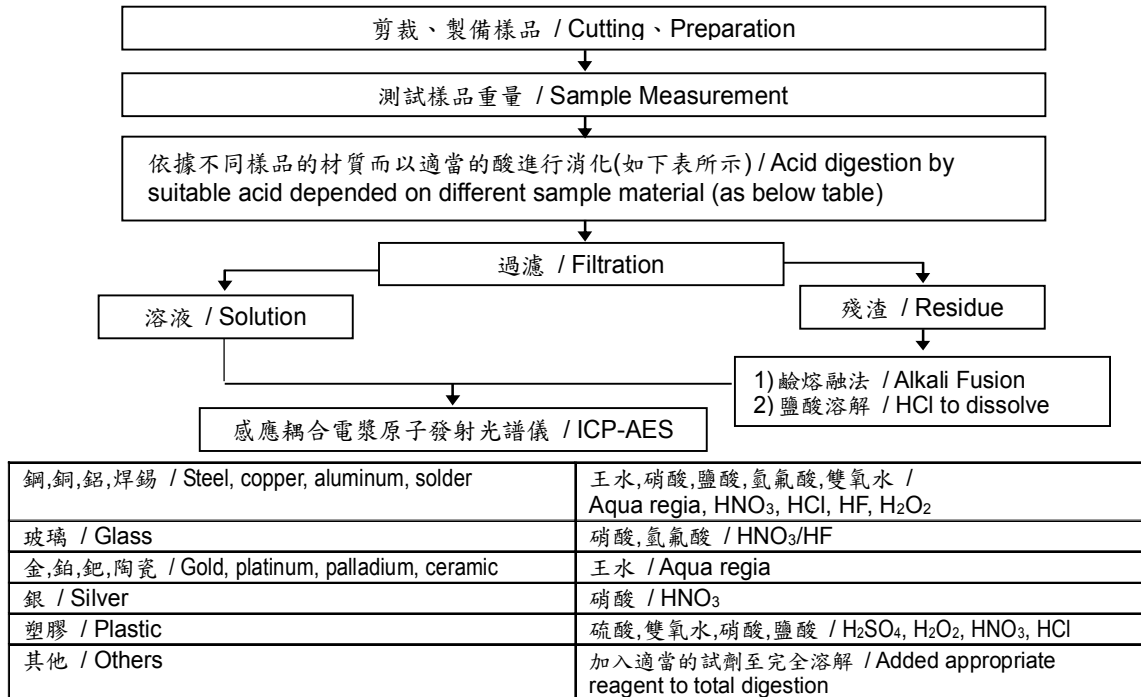 剪裁、製備樣品 / Cutting、Preparation
測試樣品重量 / Sample Measurement
依據不同樣品的材質而以適當的酸進行消化(如下表所示) / Acid digestion by
suitable acid depended on different sample material (as below table)
過濾 / Filtration
溶液 / Solution
殘渣 / Residue
1) 鹼熔融法 / Alkali Fusion
2) 鹽酸溶解 / HCl to dissolve
感應耦合電漿原子發射光譜儀 / ICP-AES
鋼,銅,鋁,焊錫 / Steel, copper, aluminum, solder
王水,硝酸,鹽酸,氫氟酸,雙氧水 /
Aqua regia, HNO₃, HCl, HF, H₂O₂
玻璃 / Glass
硝酸,氫氟酸 / HNO₃/HF
金,鉑,鈀,陶瓷 / Gold, platinum, palladium, ceramic
王水 / Aqua regia
銀 / Silver
硝酸 / HNO₃
塑膠 / Plastic
硫酸,雙氧水,硝酸,鹽酸 / H₂SO₄, H₂O₂, HNO₃, HCl
其他 / Others
加入適當的試劑至完全溶解 / Added appropriate
reagent to total digestion